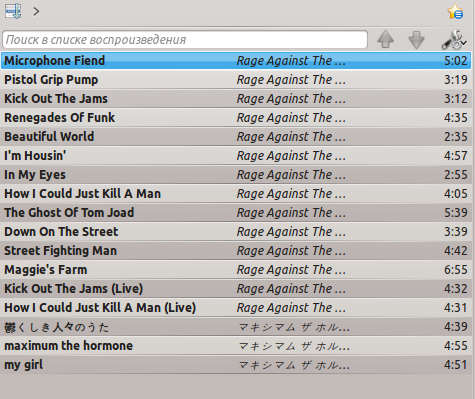 Поиск в списке воспроизведения
Microphone Fiend Rage Against The ... 5:02
Pistol Grip Pump Rage Against The ... 3:19
Kick Out The Jams Rage Against The ... 3:12
Renegades Of Funk Rage Against The ... 4:35
Beautiful World Rage Against The ... 2:35
I'm Housin' Rage Against The ... 4:57
In My Eyes Rage Against The ... 2:55
How I Could Just Kill A Man Rage Against The ... 4:05
The Ghost Of Tom Joad Rage Against The ... 5:39
Down On The Street Rage Against The ... 3:39
Street Fighting Man Rage Against The ... 4:42
Maggie's Farm Rage Against The ... 6:55
Kick Out The Jams (Live) Rage Against The ... 4:32
How I Could Just Kill A Man (Live) Rage Against The ... 4:31
鬱くしき人々のうた マキシマム ザ ホル... 4:39
maximum the hormone マキシマム ザ ホル... 4:55
my girl マキシマム ザ ホル... 4:51